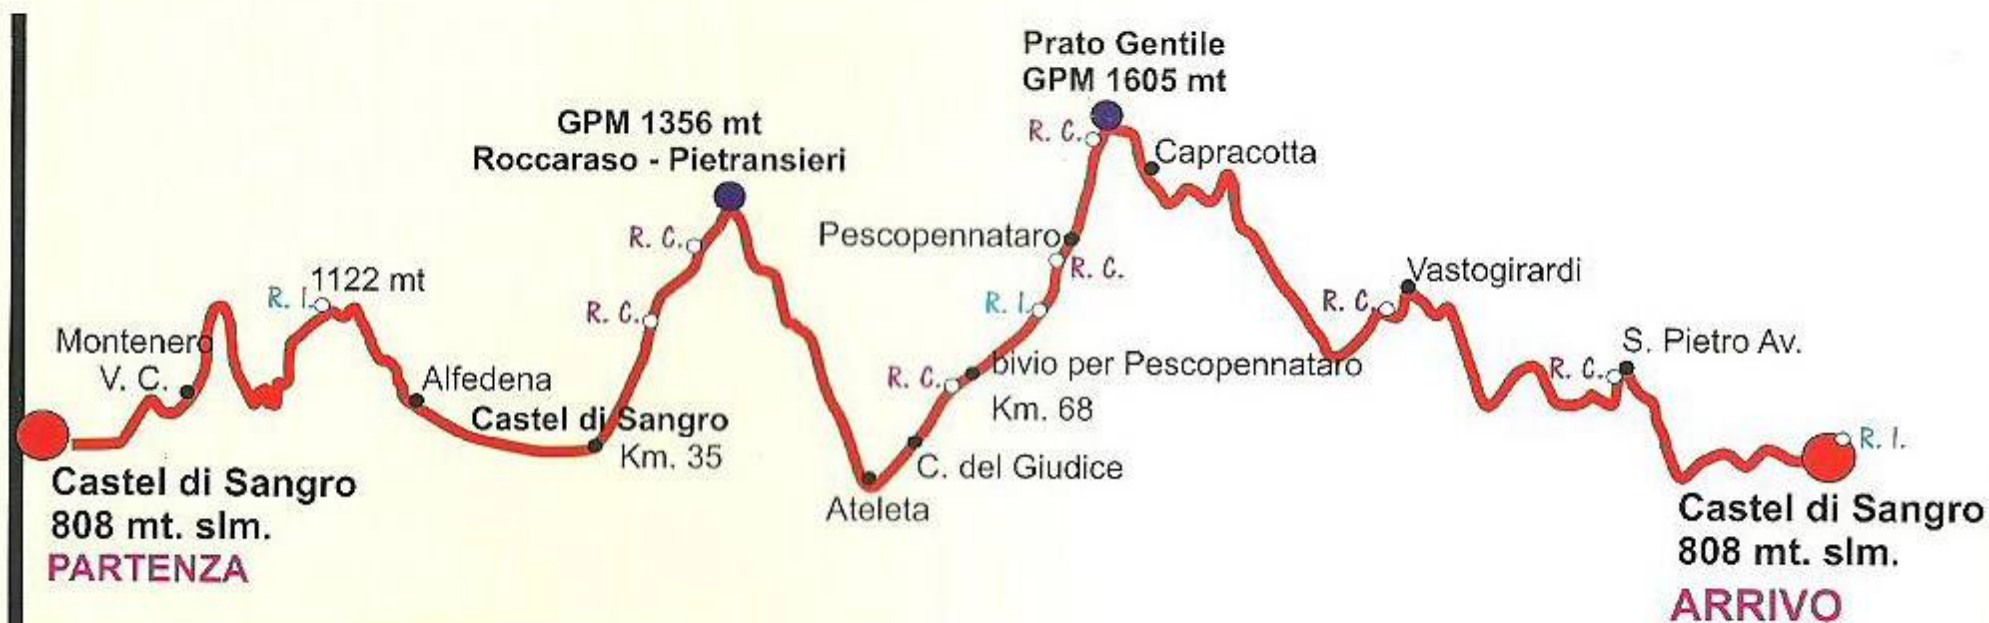 Prato Gentile
GPM 1605 mt
R. C.
Capracotta
GPM 1356 mt
Roccaraso - Pietransieri
R. C.
Pescopennataro
R. C.
R. I.
1122 mt
R. I.
R. C.
R. C.
Vastogirardi
Montenero
V. C.
Alfedena
R. C.
bivio per Pescopennataro
Km. 68
R. C.
S. Pietro Av.
Castel di Sangro
Km. 35
C. del Giudice
Ateleta
R. I.
Castel di Sangro
808 mt. slm.
PARTENZA
Castel di Sangro
808 mt. slm.
ARRIVO